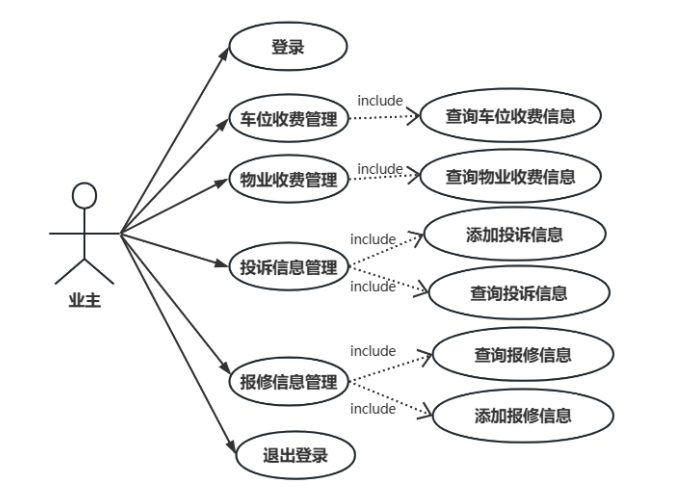 登录
include
车位收费管理
查询车位收费信息
include
物业收费管理
查询物业收费信息
include
添加投诉信息
投诉信息管理
include
查询投诉信息
业主
include
查询报修信息
报修信息管理
include
添加报修信息
退出登录